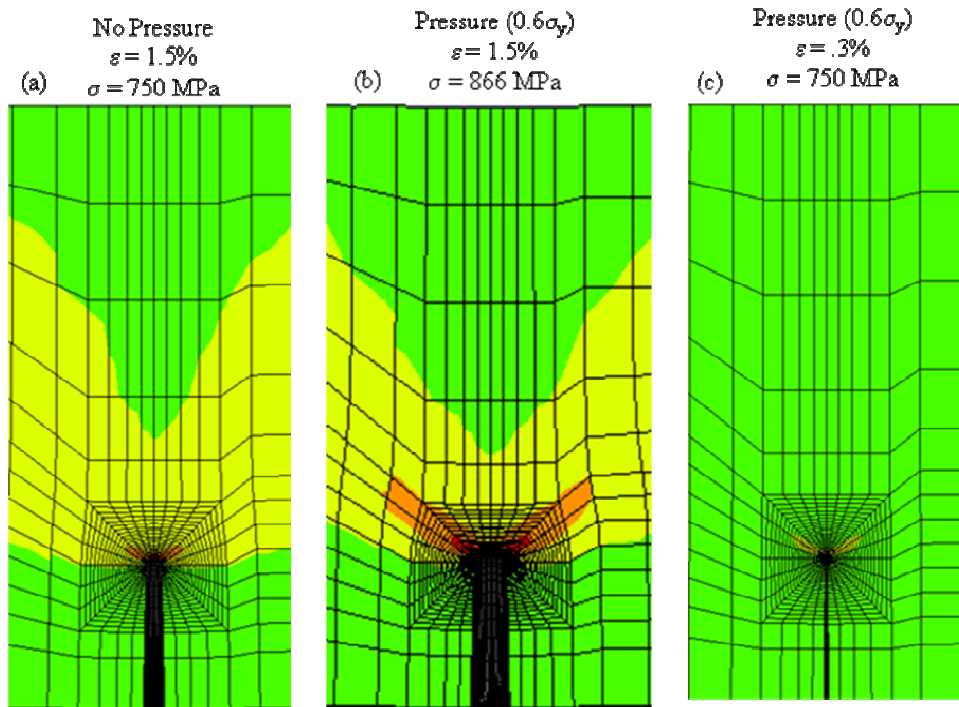 No Pressure
ε = 1.5%
(a) σ = 750 MPa
Pressure (0.6σy)
ε = 1.5%
(b) σ = 866 MPa
Pressure (0.6σy)
ε = .3%
(c) σ = 750 MPa